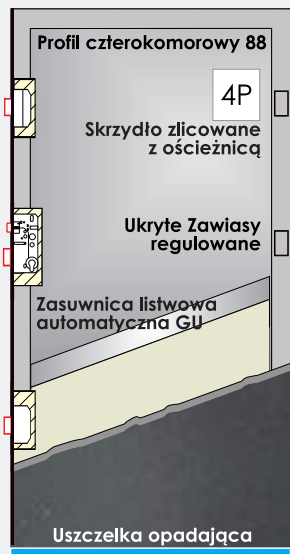 Profil czterokomorowy 88
4P
Skrzydło zlicowane
z ościeżnicą
Ukryte Zawiasy
regulowane
Zasuwnica listwowa
automatyczna GU
Uszczelka opadająca